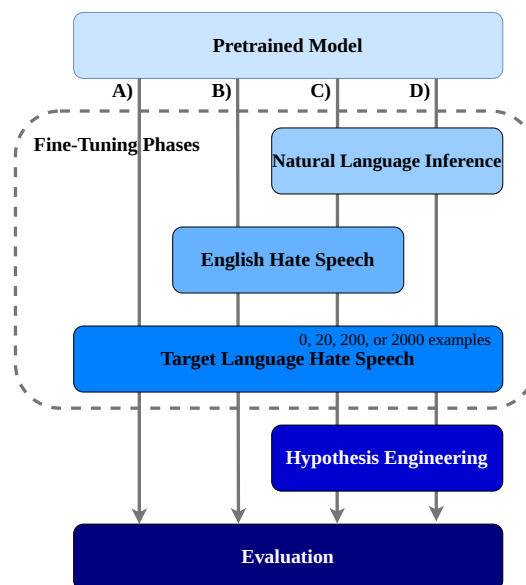 Pretrained Model
A) B) C) D)
Fine-Tuning Phases
Natural Language Inference
English Hate Speech
0, 20, 200, or 2000 examples
Target Language Hate Speech
Hypothesis Engineering
Evaluation